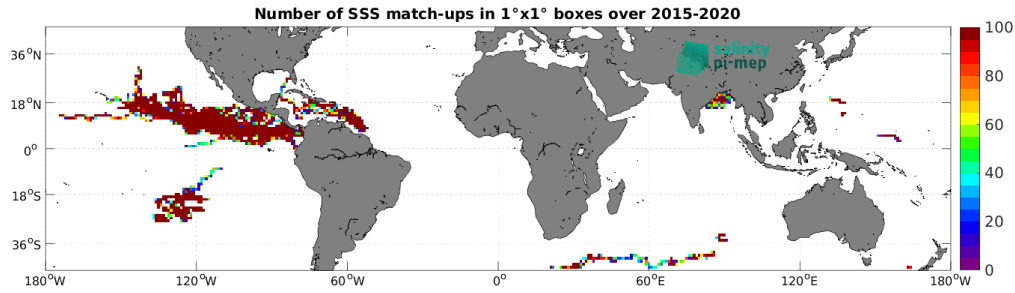 Number of SSS match-ups in 1°x1° boxes over 2015-2020
36°N
18°N
0°
18°S
36°S
180°W
120°W
60°W
0°
60°E
120°E
180°W
salinity
pi-mep
100
80
60
40
20
0